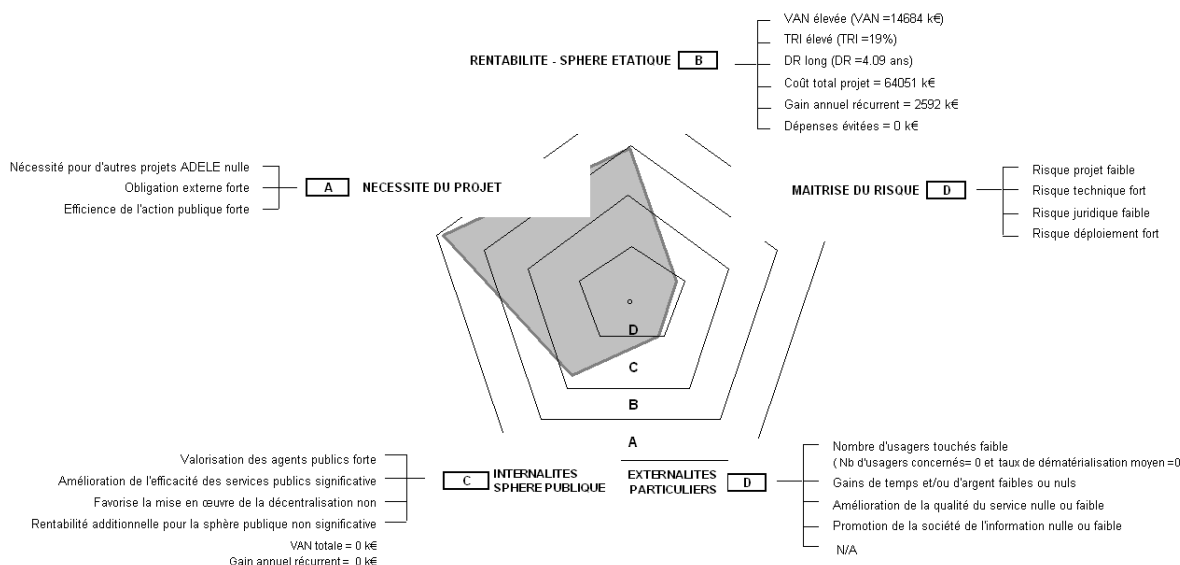 VAN élevée (VAN =14684 k€)
TRI élevé (TRI =19%)
RENTABILITE - SPHERE ETATIQUE B
DR long (DR =4.09 ans)
Coût total projet = 64051 k€
Gain annuel récurrent = 2592 k€
Dépenses évitées = 0 k€
Nécessité pour d'autres projets ADELE nulle
Obligation externe forte
Efficience de l'action publique forte
A NECESSITE DU PROJET
MAITRISE DU RISQUE D
Risque projet faible
Risque technique fort
Risque juridique faible
Risque déploiement fort
D
C
B
A
Valorisation des agents publics forte
Amélioration de l'efficacité des services publics significative
Favorise la mise en œuvre de la décentralisation non
Rentabilité additionnelle pour la sphère publique non significative
VAN totale = 0 k€
Gain annuel récurrent = 0 k€
C INTERNALITES
SPHERE PUBLIQUE
EXTERNALITES
PARTICULIERS D
Nombre d'usagers touchés faible
( Nb d'usagers concernés= 0 et taux de dématérialisation moyen =0
Gains de temps et/ou d'argent faibles ou nuls
Amélioration de la qualité du service nulle ou faible
Promotion de la société de l'information nulle ou faible
N/A